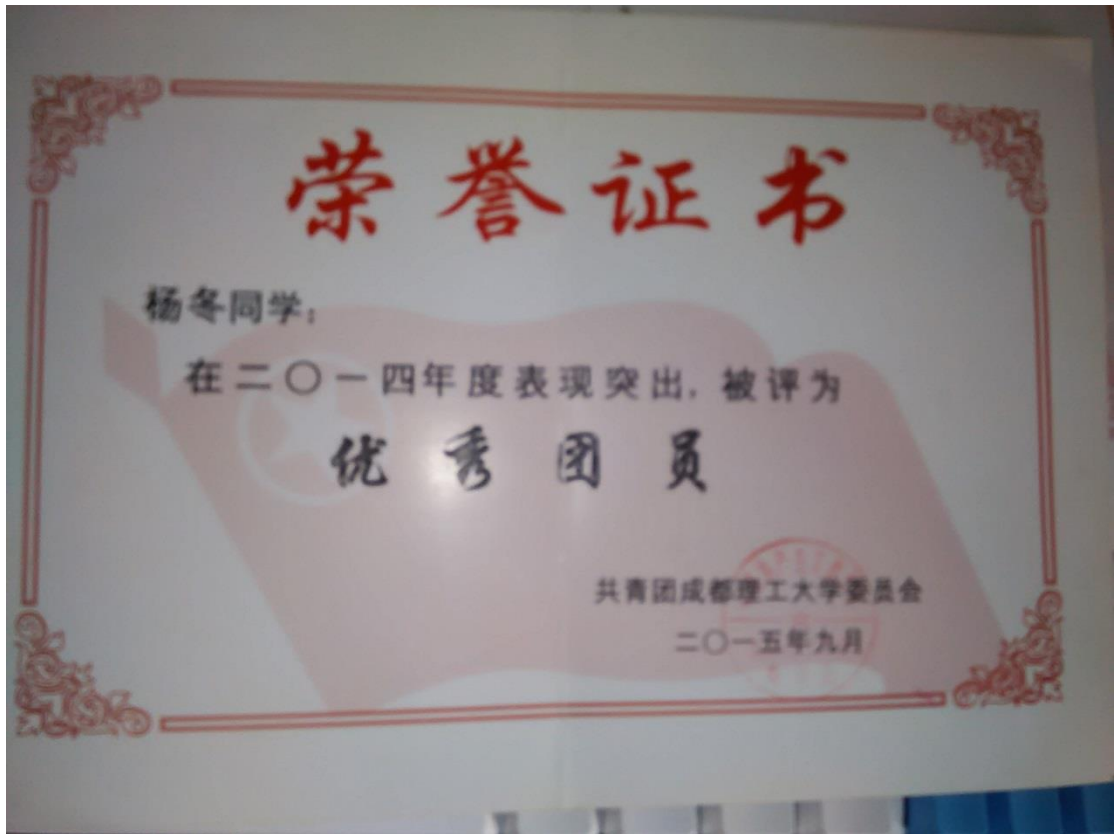 荣誉证书
杨冬同学：
在二〇一四年度表现突出，被评为
优秀团员
共青团成都理工大学委员会
二〇一五年九月